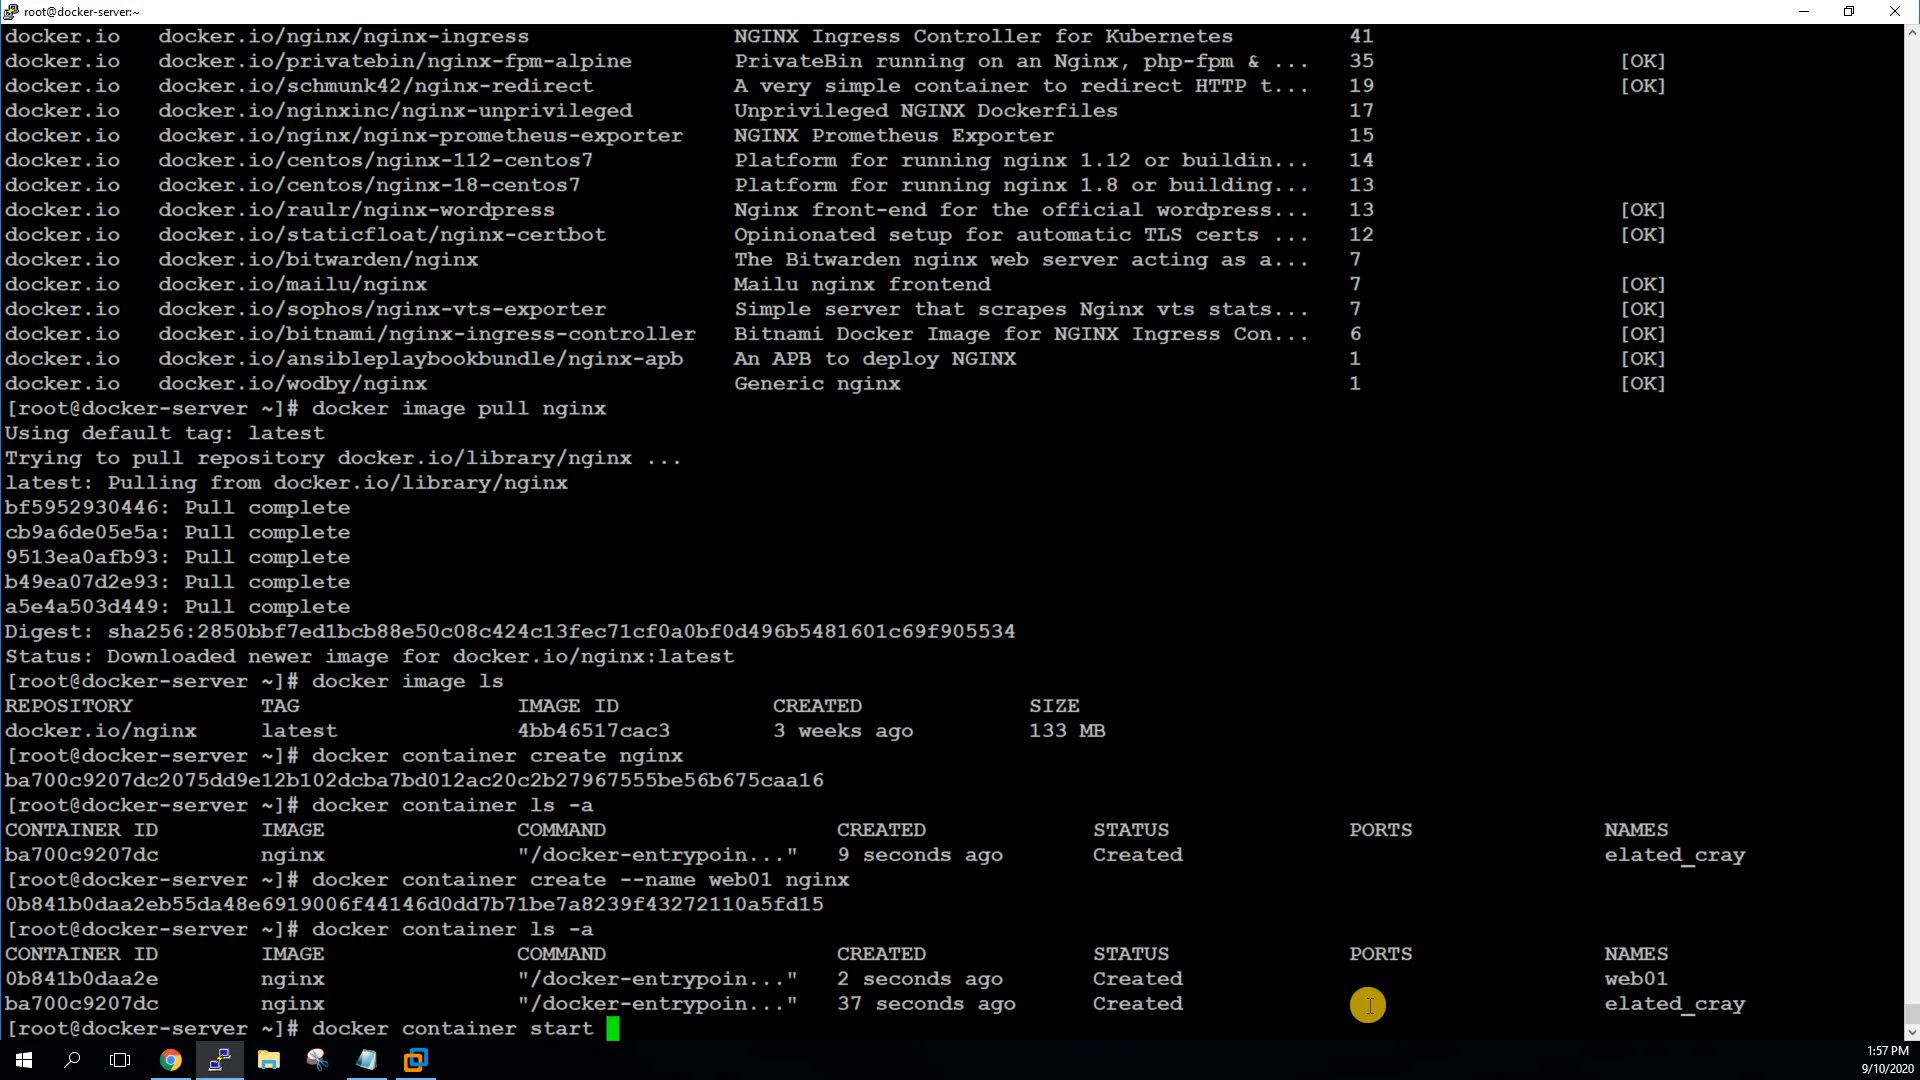 root@docker-server:~
docker.io docker.io/nginx/nginx-ingress NGINX Ingress Controller for Kubernetes 41
docker.io docker.io/privatebin/nginx-fpm-alpine PrivateBin running on an Nginx, php-fpm & ... 35 [OK]
docker.io docker.io/schmunk42/nginx-redirect A very simple container to redirect HTTP t... 19 [OK]
docker.io docker.io/nginxinc/nginx-unprivileged Unprivileged NGINX Dockerfiles 17
docker.io docker.io/nginx/nginx-prometheus-exporter NGINX Prometheus Exporter 15
docker.io docker.io/centos/nginx-112-centos7 Platform for running nginx 1.12 or buildin... 14
docker.io docker.io/centos/nginx-18-centos7 Platform for running nginx 1.8 or building... 13
docker.io docker.io/raulr/nginx-wordpress Nginx front-end for the official wordpress... 13 [OK]
docker.io docker.io/staticfloat/nginx-certbot Opinionated setup for automatic TLS certs ... 12 [OK]
docker.io docker.io/bitwarden/nginx The Bitwarden nginx web server acting as a... 7
docker.io docker.io/mailu/nginx Mailu nginx frontend 7 [OK]
docker.io docker.io/sophos/nginx-vts-exporter Simple server that scrapes Nginx vts stats... 7 [OK]
docker.io docker.io/bitnami/nginx-ingress-controller Bitnami Docker Image for NGINX Ingress Con... 6 [OK]
docker.io docker.io/ansibleplaybookbundle/nginx-apb An APB to deploy NGINX 1 [OK]
docker.io docker.io/wodby/nginx Generic nginx 1 [OK]
[root@docker-server ~]# docker image pull nginx
Using default tag: latest
Trying to pull repository docker.io/library/nginx ...
latest: Pulling from docker.io/library/nginx
bf5952930446: Pull complete
cb9a6de05e5a: Pull complete
9513ea0afb93: Pull complete
b49ea07d2e93: Pull complete
a5e4a503d449: Pull complete
Digest: sha256:2850bbf7ed1bcb88e50c08c424c13fec71cf0a0bf0d496b5481601c69f905534
Status: Downloaded newer image for docker.io/nginx:latest
[root@docker-server ~]# docker image ls
REPOSITORY TAG IMAGE ID CREATED SIZE
docker.io/nginx latest 4bb46517cac3 3 weeks ago 133 MB
[root@docker-server ~]# docker container create nginx
ba700c9207dc2075dd9e12b102dcba7bd012ac20c2b27967555be56b675caa16
[root@docker-server ~]# docker container ls -a
CONTAINER ID IMAGE COMMAND CREATED STATUS PORTS NAMES
ba700c9207dc nginx "/docker-entrypoin..." 9 seconds ago Created elated_cray
[root@docker-server ~]# docker container create --name web01 nginx
0b841b0daa2eb55da48e6919006f44146d0dd7b71be7a8239f43272110a5fd15
[root@docker-server ~]# docker container ls -a
CONTAINER ID IMAGE COMMAND CREATED STATUS PORTS NAMES
0b841b0daa2e nginx "/docker-entrypoin..." 2 seconds ago Created web01
ba700c9207dc nginx "/docker-entrypoin..." 37 seconds ago Created elated_cray
[root@docker-server ~]# docker container start
1:57 PM
9/10/2020